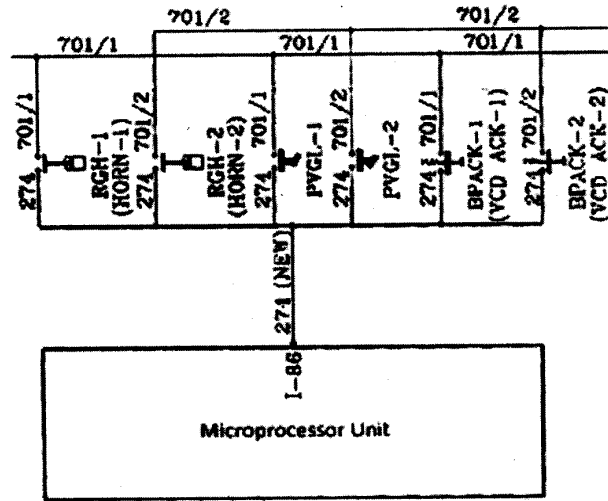 701/2
701/2
701/1
701/1
701/1
701/1
274
RGH-1
(HORN-1)
701/2
274
RGH-2
(HORN-2)
701/1
274
PVGL-1
701/2
274
PVGL-2
701/1
274
BPACK-1
(VCD ACK-1)
701/2
274
BPACK-2
(VCD ACK-2)
274 (NEW)
I-86
Microprocessor Unit